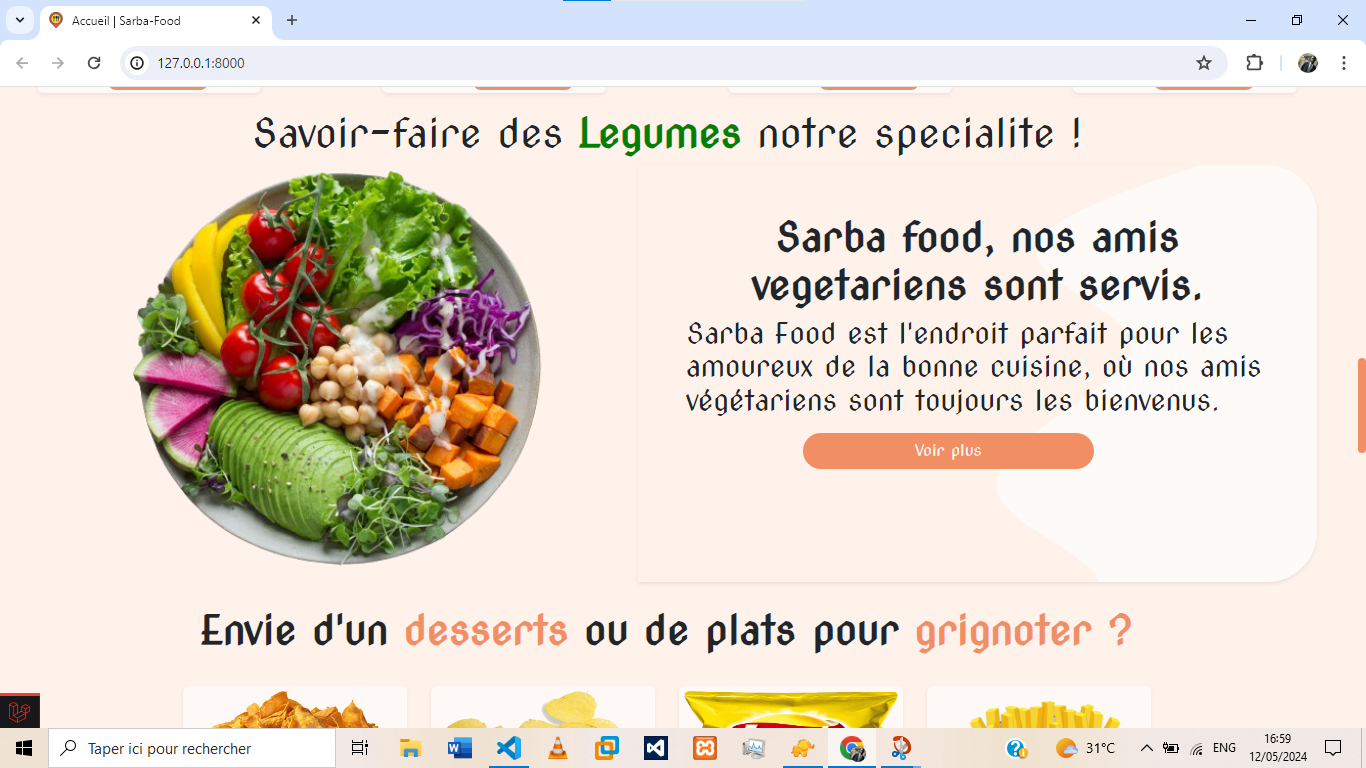 Accueil | Sarba-Food
127.0.0.1:8000
Savoir-faire des Legumes notre specialite !
Sarba food, nos amis
vegetariens sont servis.
Sarba Food est l'endroit parfait pour les
amoureux de la bonne cuisine, où nos amis
végétariens sont toujours les bienvenus.
Voir plus
Envie d'un desserts ou de plats pour grignoter ?
Taper ici pour rechercher
31°C
ENG
16:59
12/05/2024